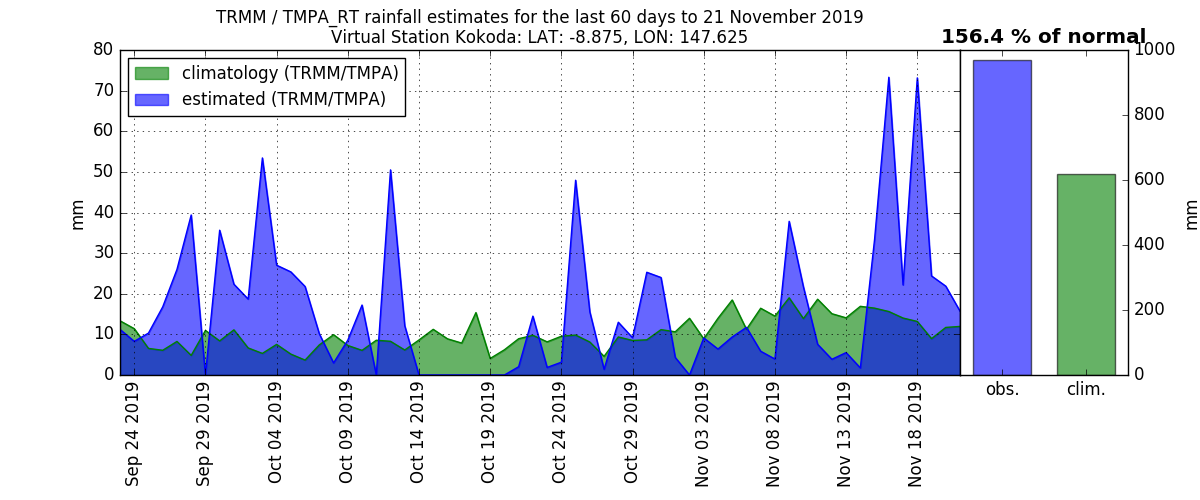 TRMM / TMPA_RT rainfall estimates for the last 60 days to 21 November 2019
Virtual Station Kokoda: LAT: -8.875, LON: 147.625
156.4 % of normal
climatology (TRMM/TMPA)
estimated (TRMM/TMPA)
mm
80
70
60
50
40
30
20
10
0
Sep 24 2019
Sep 29 2019
Oct 04 2019
Oct 09 2019
Oct 14 2019
Oct 19 2019
Oct 24 2019
Oct 29 2019
Nov 03 2019
Nov 08 2019
Nov 13 2019
Nov 18 2019
obs.
clim.
1000
800
600
400
200
0
mm